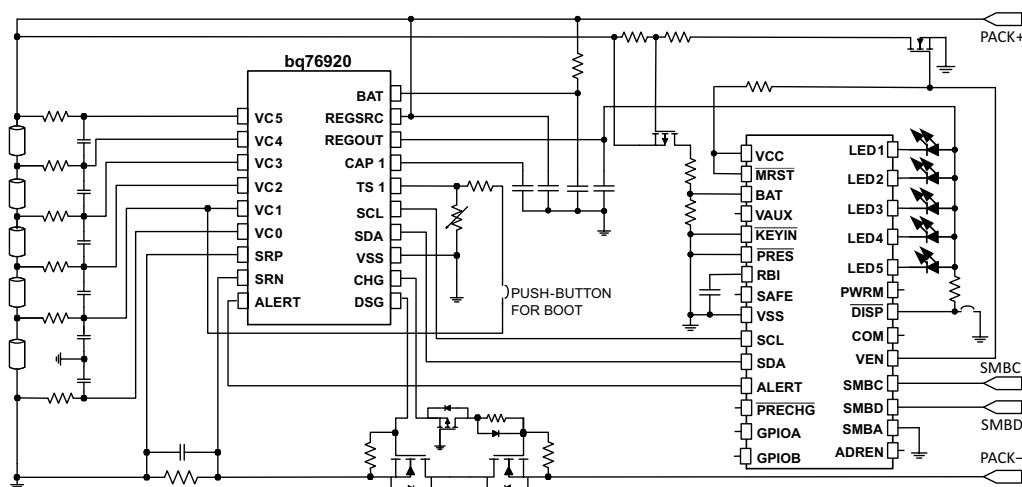 PACK+
bq76920
BAT
VC5
REGSRC
VC4
REGOUT
VC3
CAP 1
VC2
TS 1
VC1
SCL
VC0
SDA
SRP
VSS
SRN
CHG
ALERT
DSG
PUSH-BUTTON
FOR BOOT
VCC
LED1
MRST
LED2
BAT
VAUX
LED3
KEYIN
LED4
PRES
RBI
LED5
SAFE
PWRM
VSS
DISP
SCL
COM
SDA
VEN
ALERT
SMBC
SMBC
PRECHG
SMBD
SMBD
GPIOA
SMBA
GPIOB
ADREN
PACK–